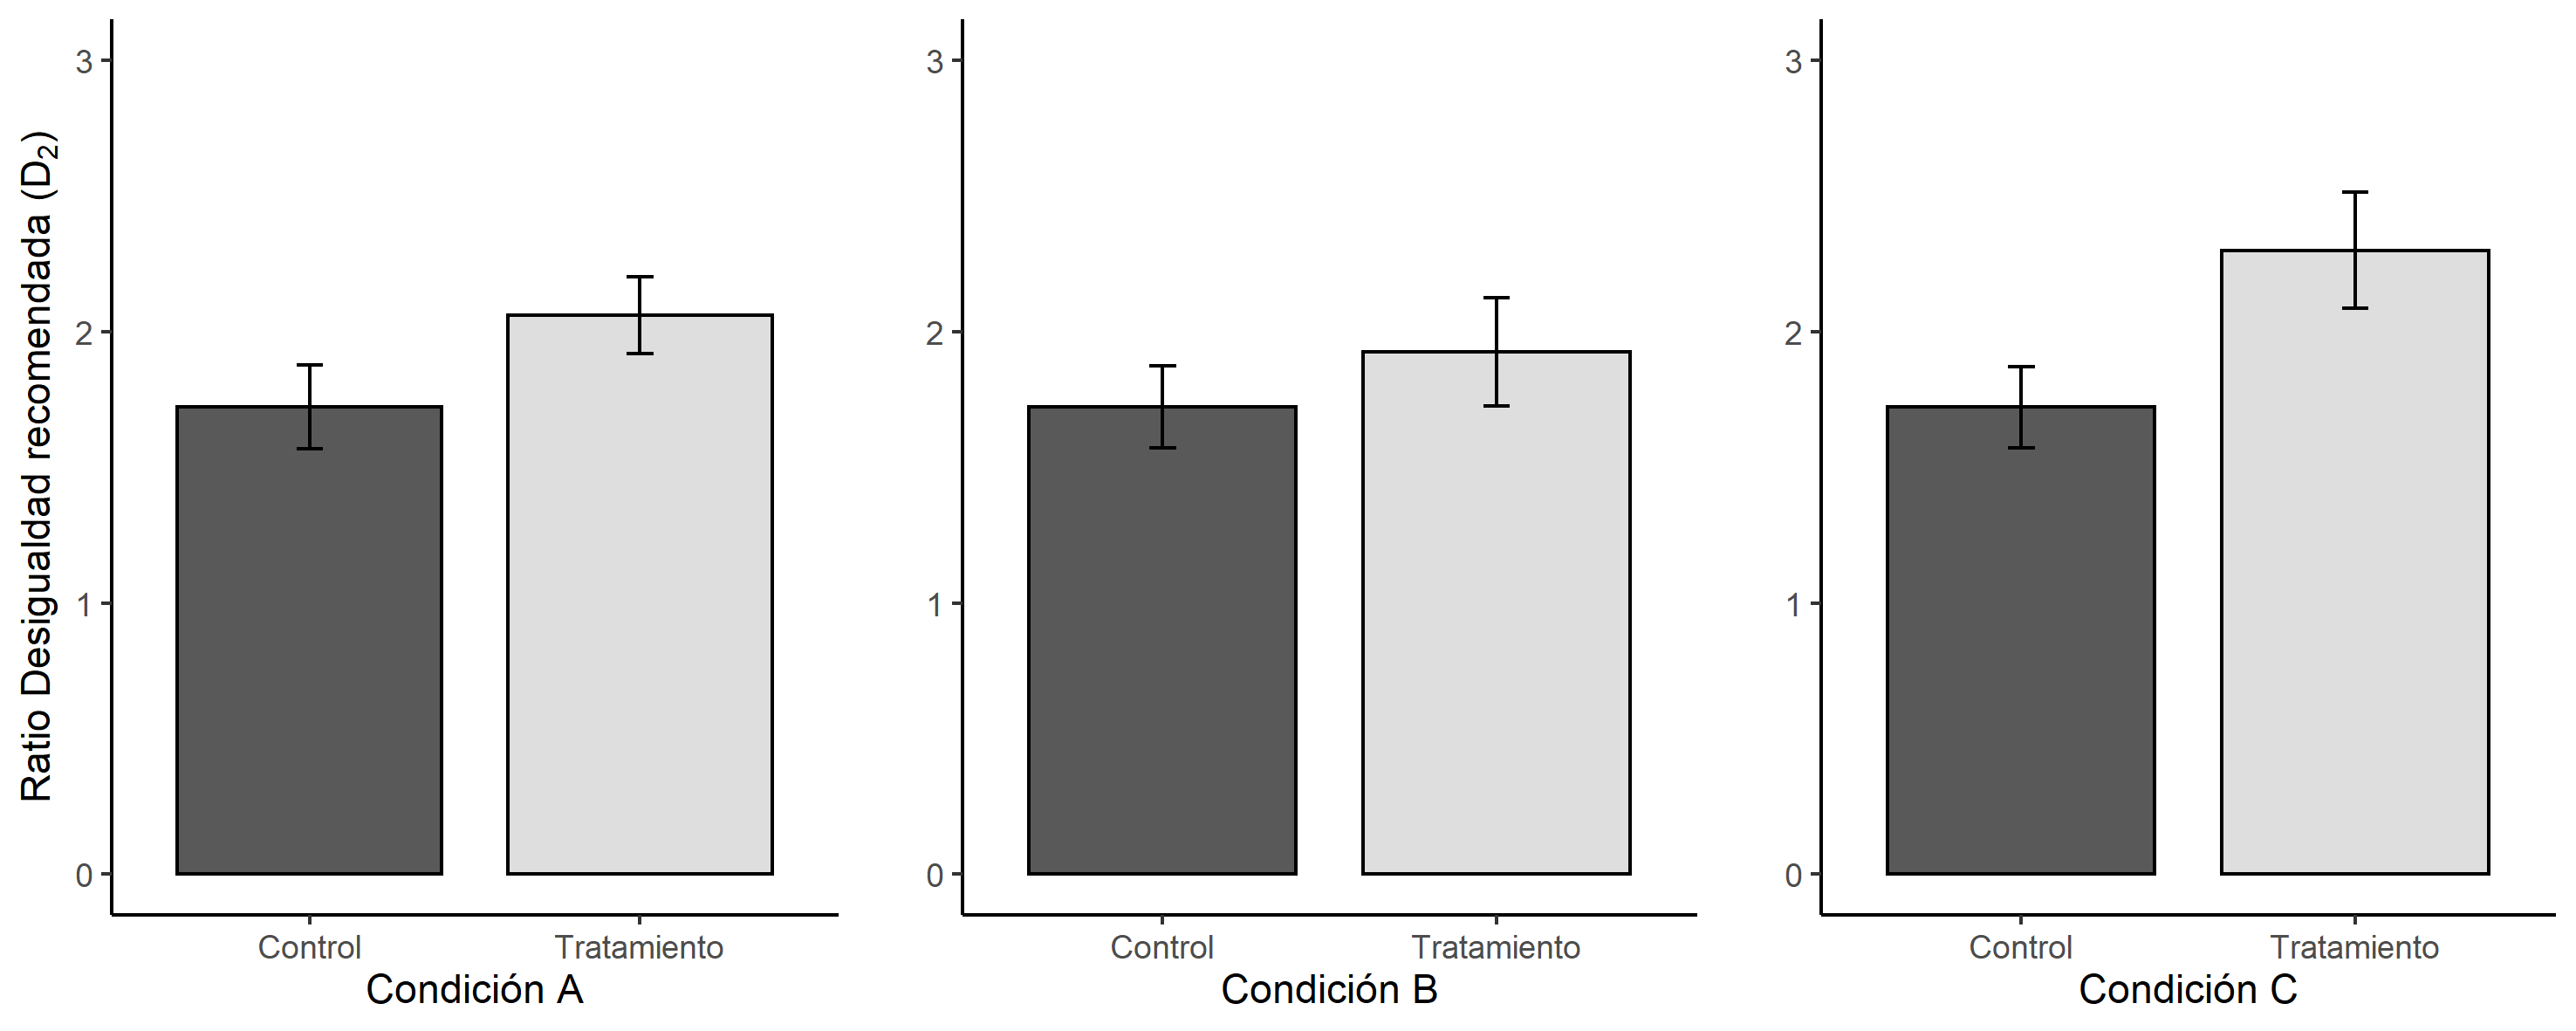 Ratio Desigualdad recomendada (D₂)
3
2
1
0
Control Tratamiento
Condición A
3
2
1
0
Control Tratamiento
Condición B
3
2
1
0
Control Tratamiento
Condición C